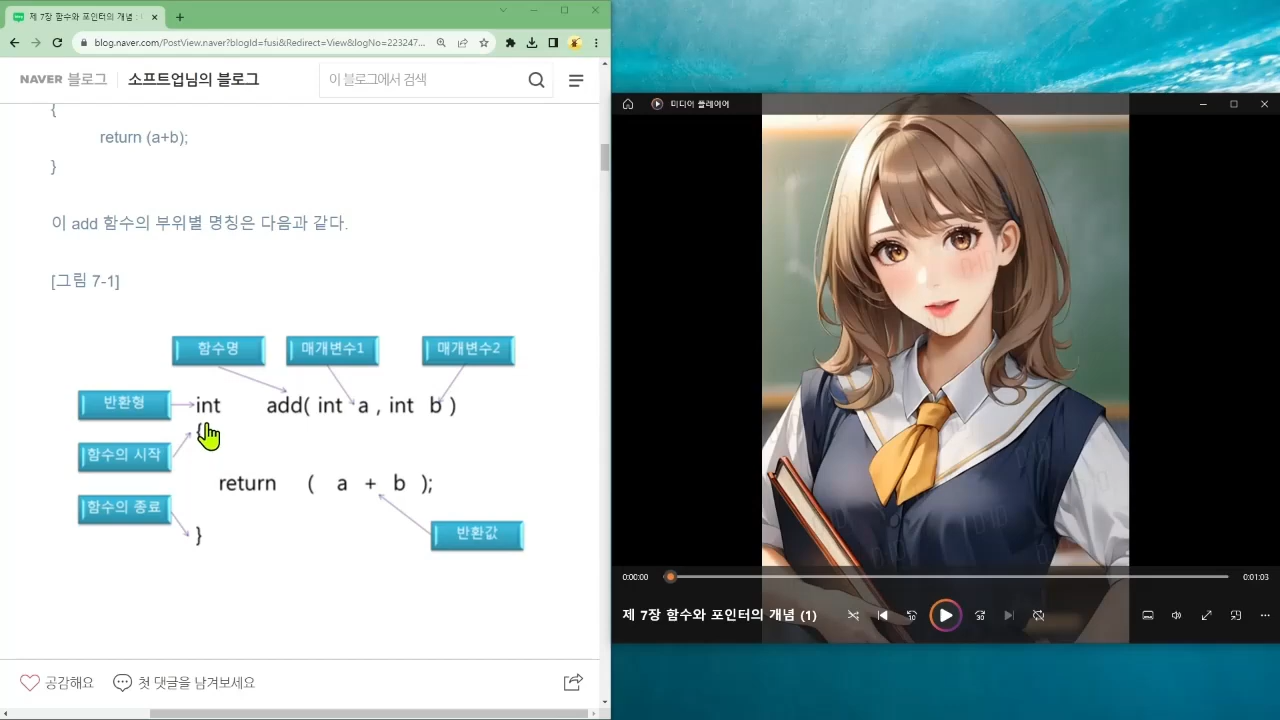 제 7장 함수와 포인터의 개념 :
blog.naver.com/PostView.naver?blogId=fusi&Redirect=View&logNo=223247...
NAVER 블로그
소프트업님의 블로그
이 블로그에서 검색
{
return (a+b);
}
이 add 함수의 부위별 명칭은 다음과 같다.
[그림 7-1]
함수명
매개변수1
매개변수2
반환형
int add( int a , int b )
{
함수의 시작
return ( a + b );
함수의 종료
}
반환값
공감해요
첫 댓글을 남겨보세요
미디어 플레이어
0:00:00
0:01:03
제 7장 함수와 포인터의 개념 (1)
10
30